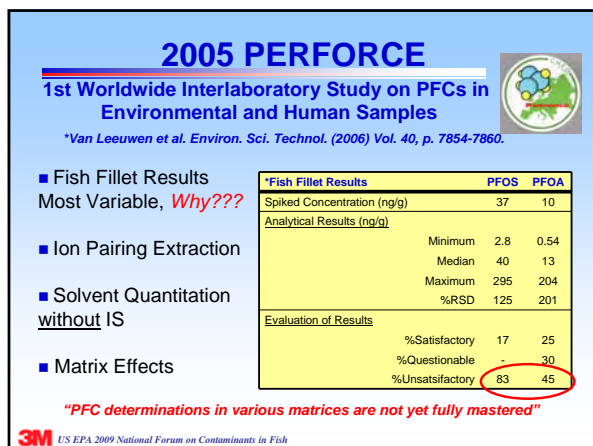 2005 PERFORCE
1st Worldwide Interlaboratory Study on PFCs in
Environmental and Human Samples
*Van Leeuwen et al. Environ. Sci. Technol. (2006) Vol. 40, p. 7854-7860.
■ Fish Fillet Results
Most Variable, Why???
■ Ion Pairing Extraction
■ Solvent Quantitation
without IS
■ Matrix Effects
*Fish Fillet Results PFOS PFOA
Spiked Concentration (ng/g) 37 10
Analytical Results (ng/g)
Minimum 2.8 0.54
Median 40 13
Maximum 295 204
%RSD 125 201
Evaluation of Results
%Satisfactory 17 25
%Questionable - 30
%Unsatsifactory 83 45
“PFC determinations in various matrices are not yet fully mastered”
3M US EPA 2009 National Forum on Contaminants in Fish